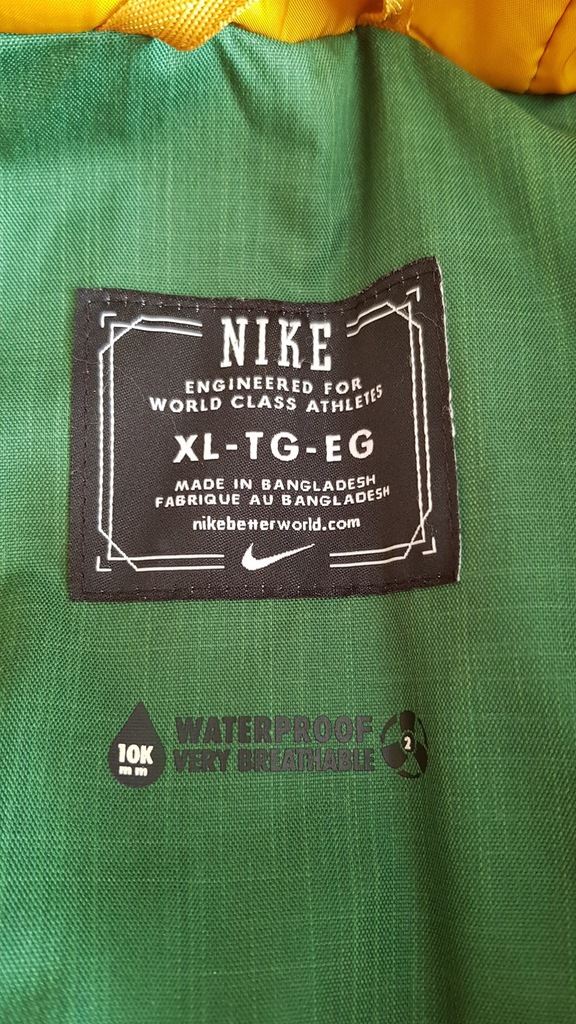 NIKE
ENGINEERED FOR
WORLD CLASS ATHLETES
XL-TG-EG
MADE IN BANGLADESH
FABRIQUE AU BANGLADESH
nikebetterworld.com
10K
mm
WATERPROOF
VERY BREATHABLE
2